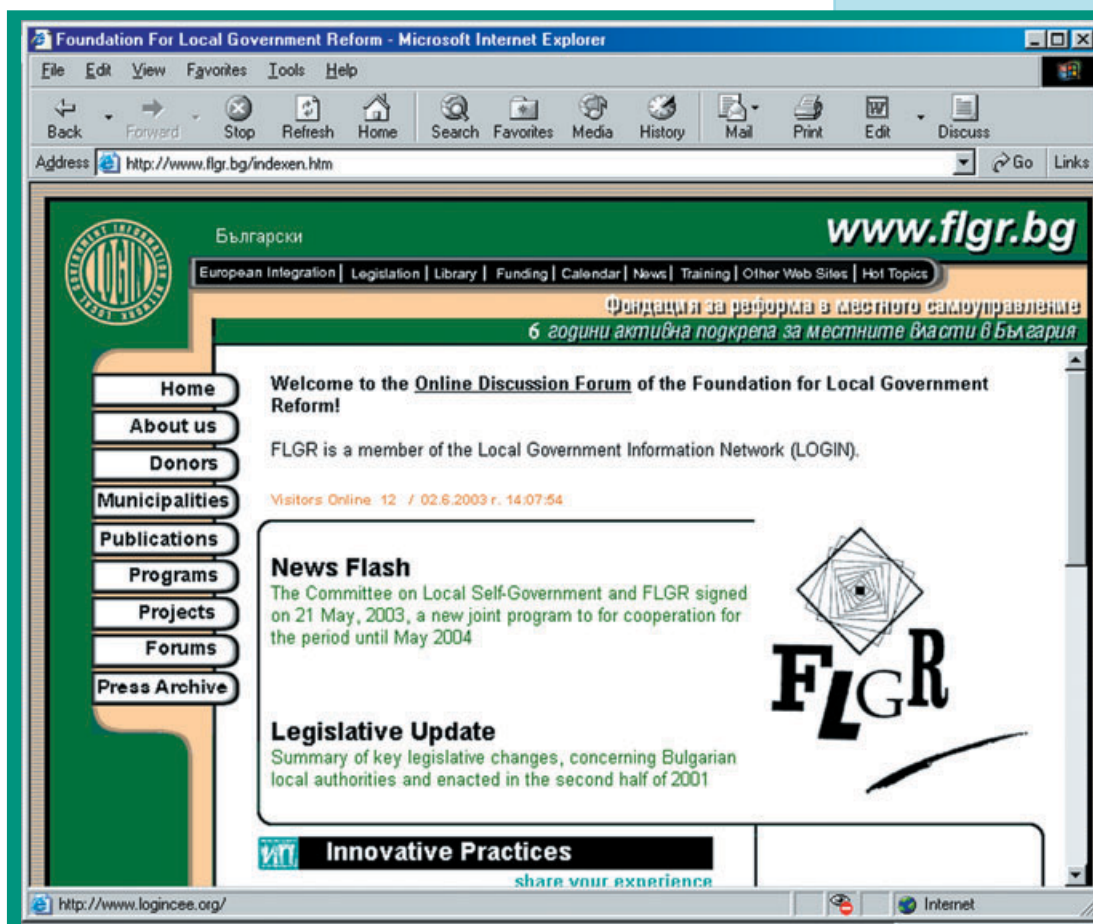 Foundation For Local Government Reform - Microsoft Internet Explorer
File Edit View Favorites Tools Help
Back Forward Stop Refresh Home Search Favorites Media History Mail Print Edit Discuss
Address http://www.flgr.bg/indexen.htm Go Links
LOCAL GOVERNMENT INFORMATION NETWORK
LOGIN
Български
www.flgr.bg
European Integration | Legislation | Library | Funding | Calendar | News | Training | Other Web Sites | Hot Topics
Фондация за реформа в местното самоуправление
6 години активна подкрепа за местните власти в България
Home
About us
Donors
Municipalities
Publications
Programs
Projects
Forums
Press Archive
Welcome to the Online Discussion Forum of the Foundation for Local Government
Reform!
FLGR is a member of the Local Government Information Network (LOGIN).
Visitors Online 12 / 02.6.2003 г. 14:07:54
News Flash
The Committee on Local Self-Government and FLGR signed
on 21 May, 2003, a new joint program to for cooperation for
the period until May 2004
FLGR
Legislative Update
Summary of key legislative changes, concerning Bulgarian
local authorities and enacted in the second half of 2001
ИП Innovative Practices
share your experience
http://www.logincee.org/ Internet